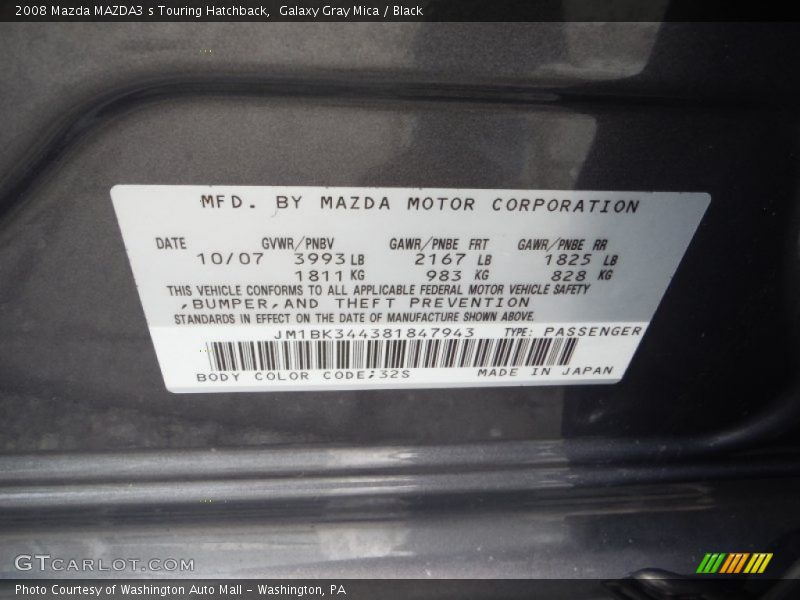 2008 Mazda MAZDA3 s Touring Hatchback,  Galaxy Gray Mica / Black
MFD. BY MAZDA MOTOR CORPORATION
DATE GVWR/PNBV GAWR/PNBE FRT GAWR/PNBE RR
10/07 3993 LB 2167 LB 1825 LB
1811 KG 983 KG 828 KG
THIS VEHICLE CONFORMS TO ALL APPLICABLE FEDERAL MOTOR VEHICLE SAFETY
,BUMPER,AND THEFT PREVENTION
STANDARDS IN EFFECT ON THE DATE OF MANUFACTURE SHOWN ABOVE.
JM1BK344381847943 TYPE: PASSENGER
BODY COLOR CODE:32S MADE IN JAPAN
GTCARLOT.COM
Photo Courtesy of Washington Auto Mall - Washington, PA